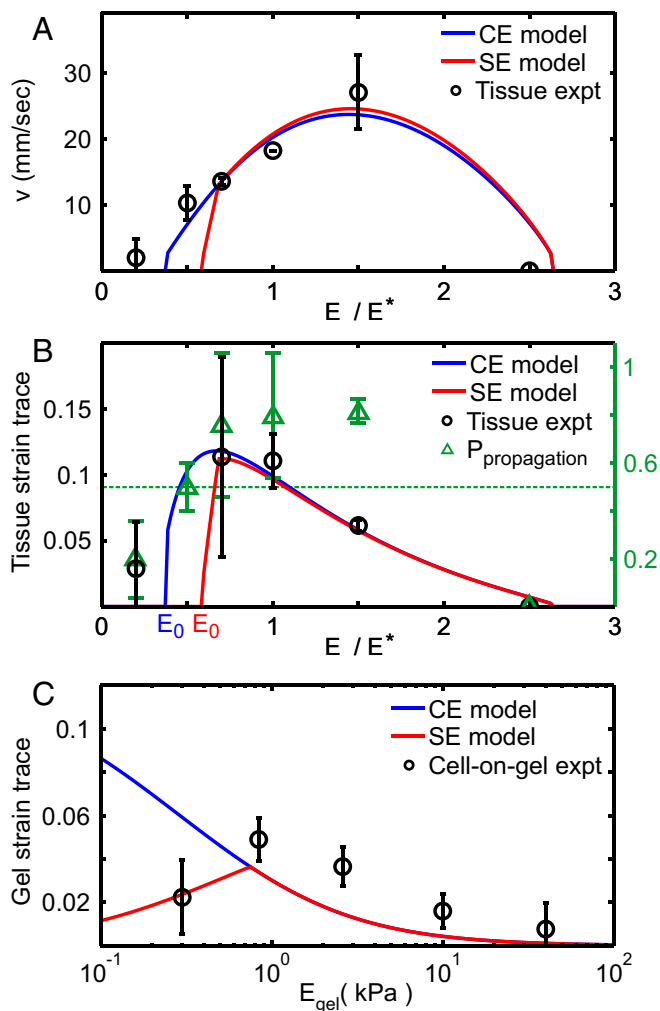 A
CE model
SE model
Tissue expt
30
20
10
v (mm/sec)
0 1 2 3
E / E*
B
CE model
SE model
Tissue expt
P propagation
0.15
0.1
0.05
Tissue strain trace
1
0.6
0.2
0 E0 E0 1 2 3
E / E*
C
CE model
SE model
Cell-on-gel expt
0.1
0.06
0.02
Gel strain trace
10-1 100 101 102
Egel( kPa )